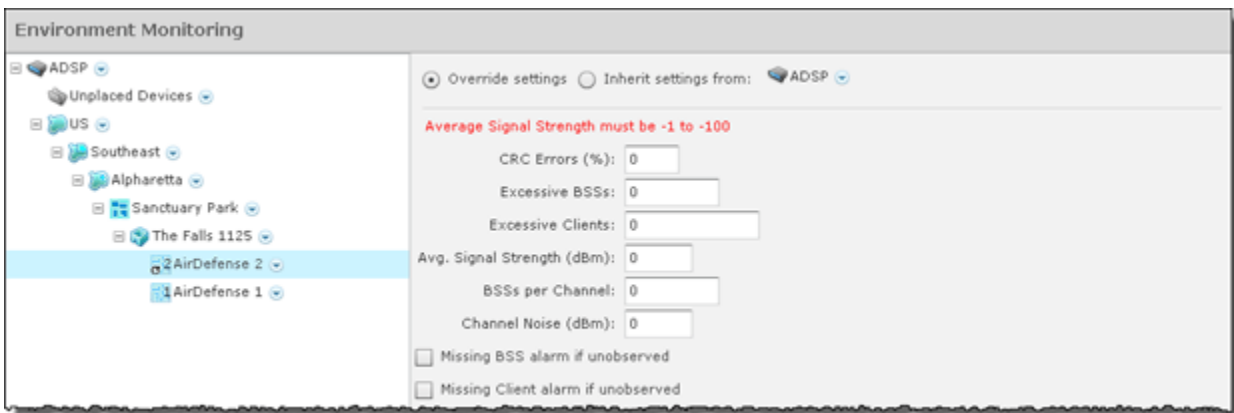 Environment Monitoring
ADSP
Unplaced Devices
US
Southeast
Alpharetta
Sanctuary Park
The Falls 1125
2 AirDefense 2
1 AirDefense 1
Override settings Inherit settings from: ADSP
Average Signal Strength must be -1 to -100
CRC Errors (%): 0
Excessive BSSs: 0
Excessive Clients: 0
Avg. Signal Strength (dBm): 0
BSSs per Channel: 0
Channel Noise (dBm): 0
Missing BSS alarm if unobserved
Missing Client alarm if unobserved